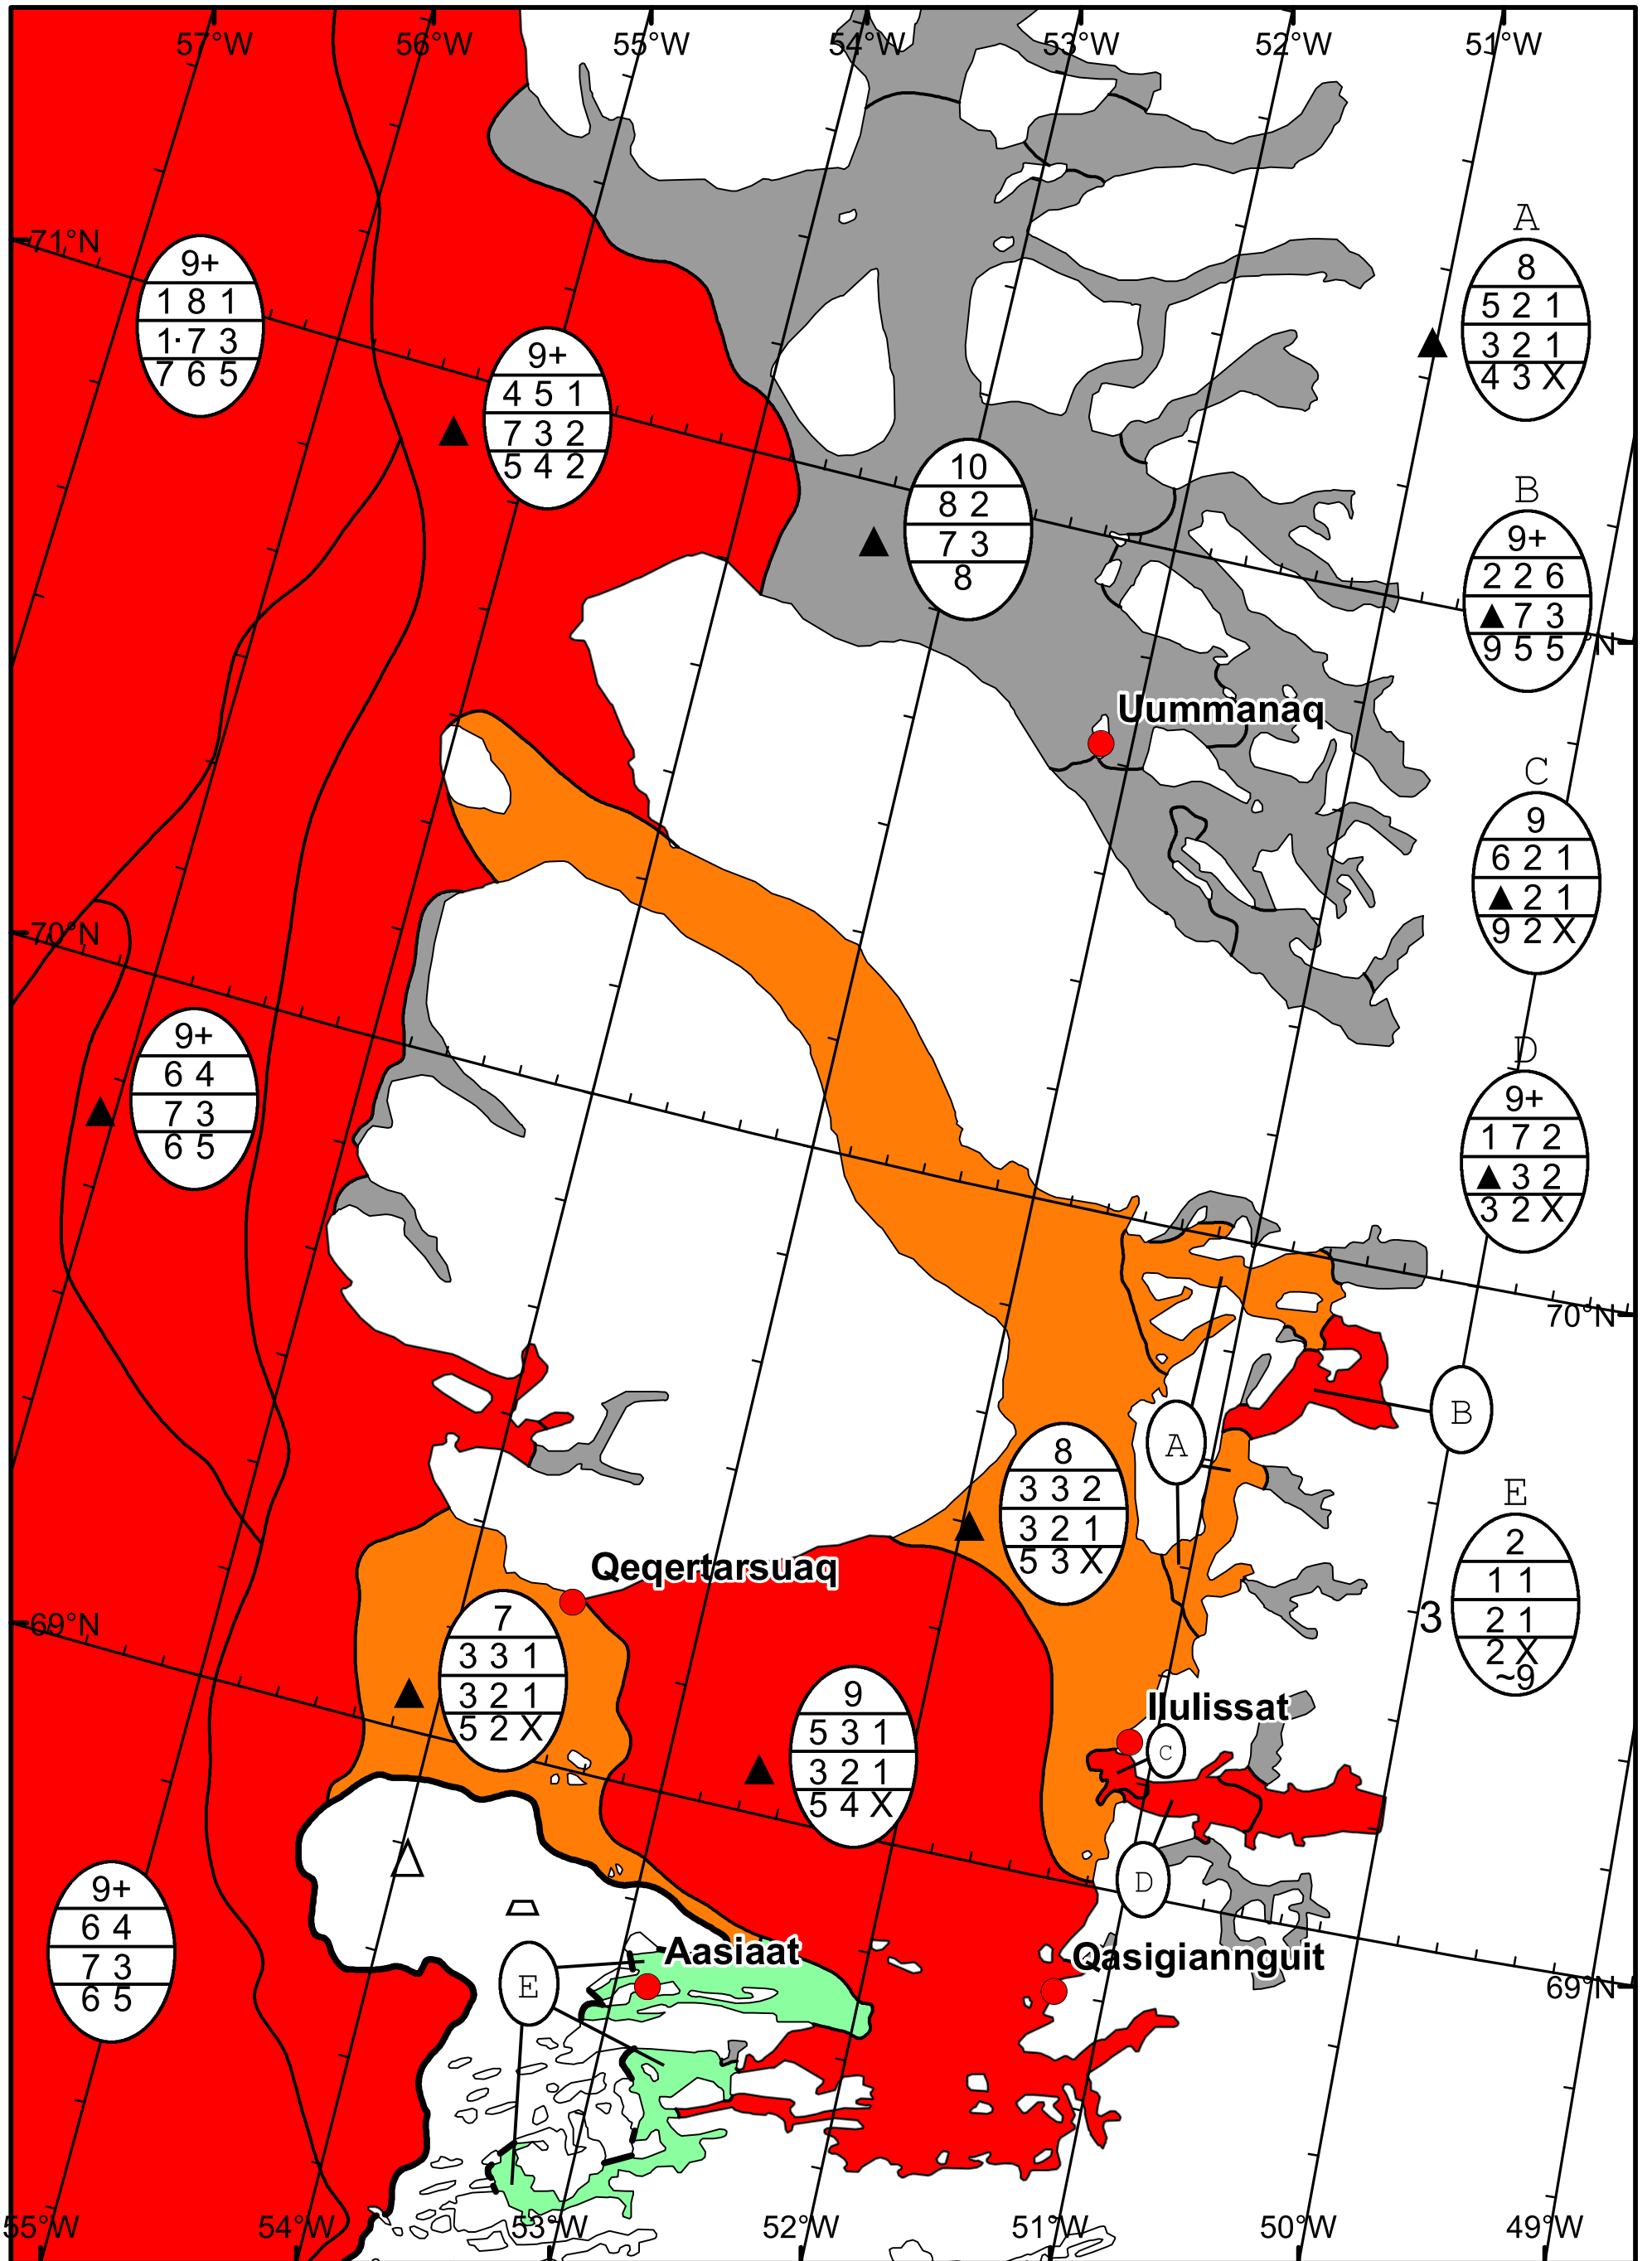 57°W
56°W
55°W
54°W
53°W
52°W
51°W
71°N
9+
1 8 1
1·7 3
7 6 5
9+
4 5 1
7 3 2
5 4 2
10
8 2
7 3
8
A
8
5 2 1
3 2 1
4 3 X
B
9+
2 2 6
▲ 7 3
9 5 5
N
Uummanaq
C
9
6 2 1
▲ 2 1
9 2 X
70°N
9+
6 4
7 3
6 5
D
9+
1 7 2
▲ 3 2
3 2 X
70°N
B
A
8
3 3 2
3 2 1
5 3 X
E
2
1 1
3
2 1
2 X
~9
Qeqertarsuaq
69°N
7
3 3 1
3 2 1
5 2 X
9
5 3 1
3 2 1
5 4 X
Ilulissat
C
D
9+
6 4
7 3
6 5
Aasiaat
E
Qasigiannguit
69°N
55°W
54°W
53°W
52°W
51°W
50°W
49°W